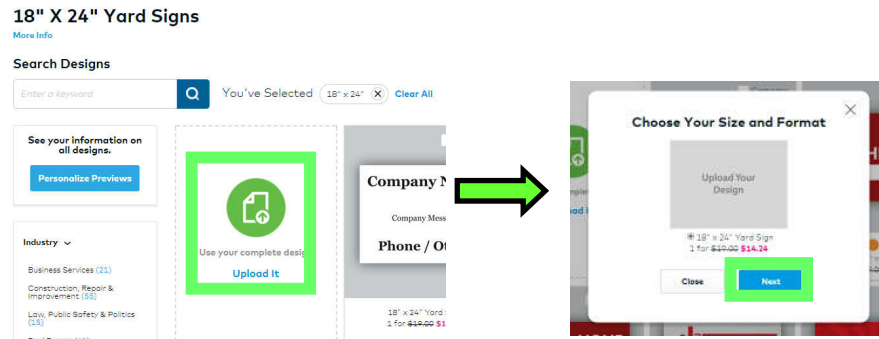 18" X 24" Yard Signs
More Info
Search Designs
Enter a keyword
You've Selected
18" x 24"
Clear All
See your information on
all designs.
Personalize Previews
Industry
Business Services (21)
Construction, Repair &
Improvement (55)
Law, Public Safety & Politics
(15)
Use your complete desig
Upload It
Company N
Company Mess
Phone / Ot
18" x 24" Yard
1 for $19.00 $1
Choose Your Size and Format
Upload Your
Design
18" x 24" Yard Sign
1 for $19.00 $14.24
Close
Next